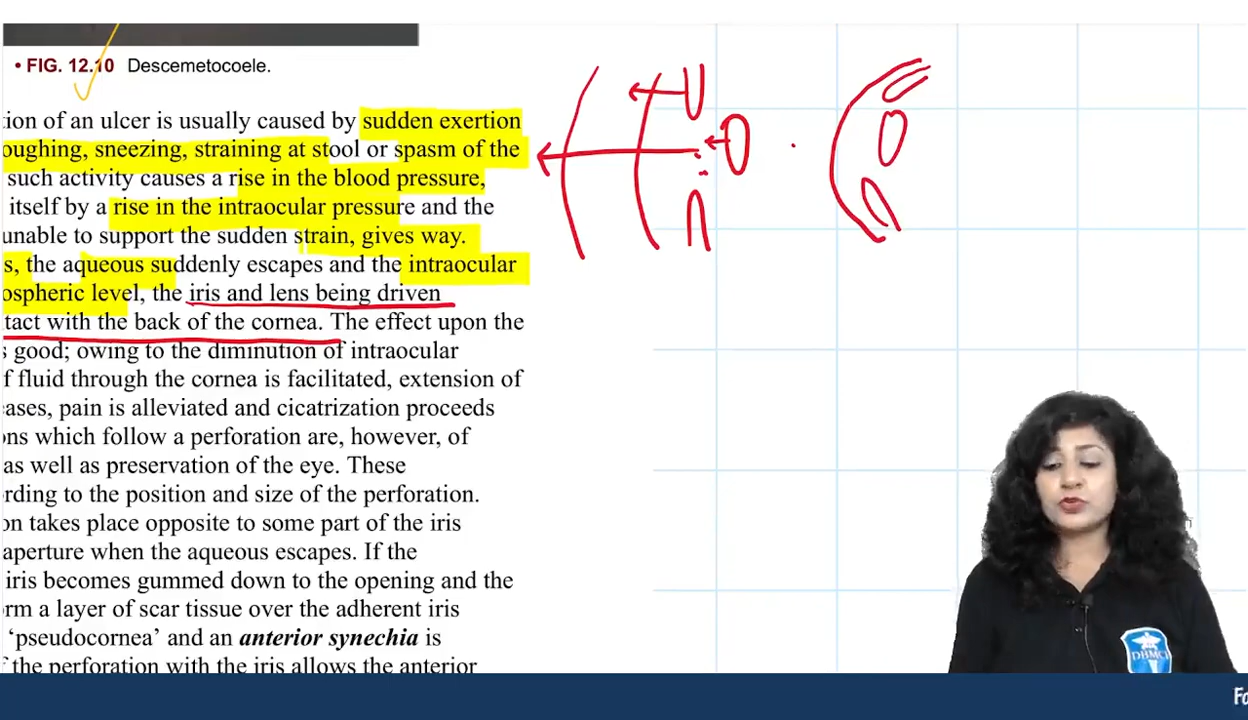 • FIG. 12.10 Descemetocoele.
tion of an ulcer is usually caused by sudden exertion
oughing, sneezing, straining at stool or spasm of the
such activity causes a rise in the blood pressure,
itself by a rise in the intraocular pressure and the
unable to support the sudden strain, gives way.
s, the aqueous suddenly escapes and the intraocular
ospheric level, the iris and lens being driven
tact with the back of the cornea. The effect upon the
s good; owing to the diminution of intraocular
f fluid through the cornea is facilitated, extension of
eases, pain is alleviated and cicatrization proceeds
ons which follow a perforation are, however, of
as well as preservation of the eye. These
rding to the position and size of the perforation.
on takes place opposite to some part of the iris
aperture when the aqueous escapes. If the
iris becomes gummed down to the opening and the
orm a layer of scar tissue over the adherent iris
‘pseudocornea’ and an anterior synechia is
f the perforation with the iris allows the anterior
DBMCI
Fo